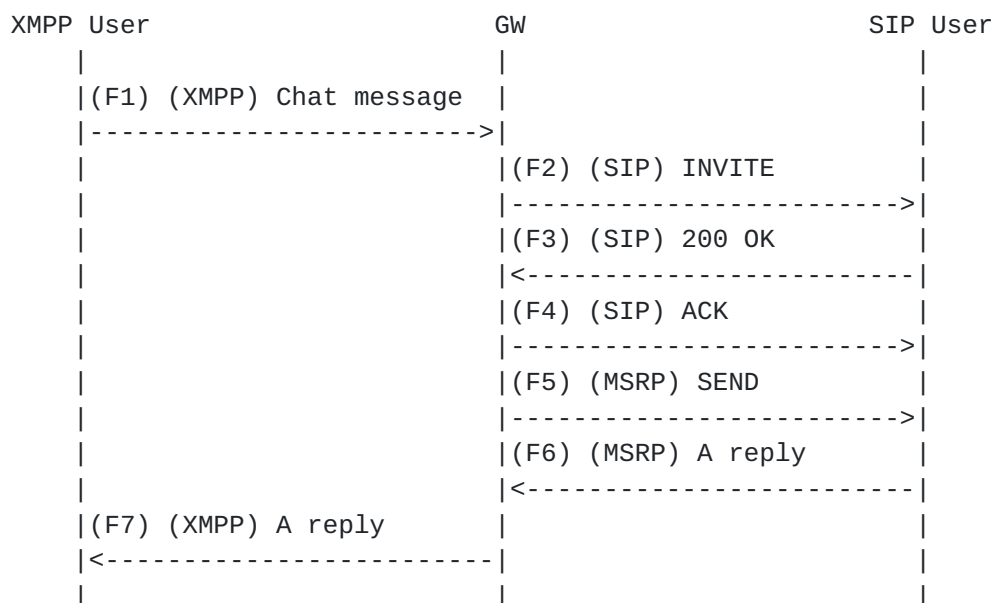 XMPP User GW SIP User
(F1) (XMPP) Chat message
(F2) (SIP) INVITE
(F3) (SIP) 200 OK
(F4) (SIP) ACK
(F5) (MSRP) SEND
(F6) (MSRP) A reply
(F7) (XMPP) A reply